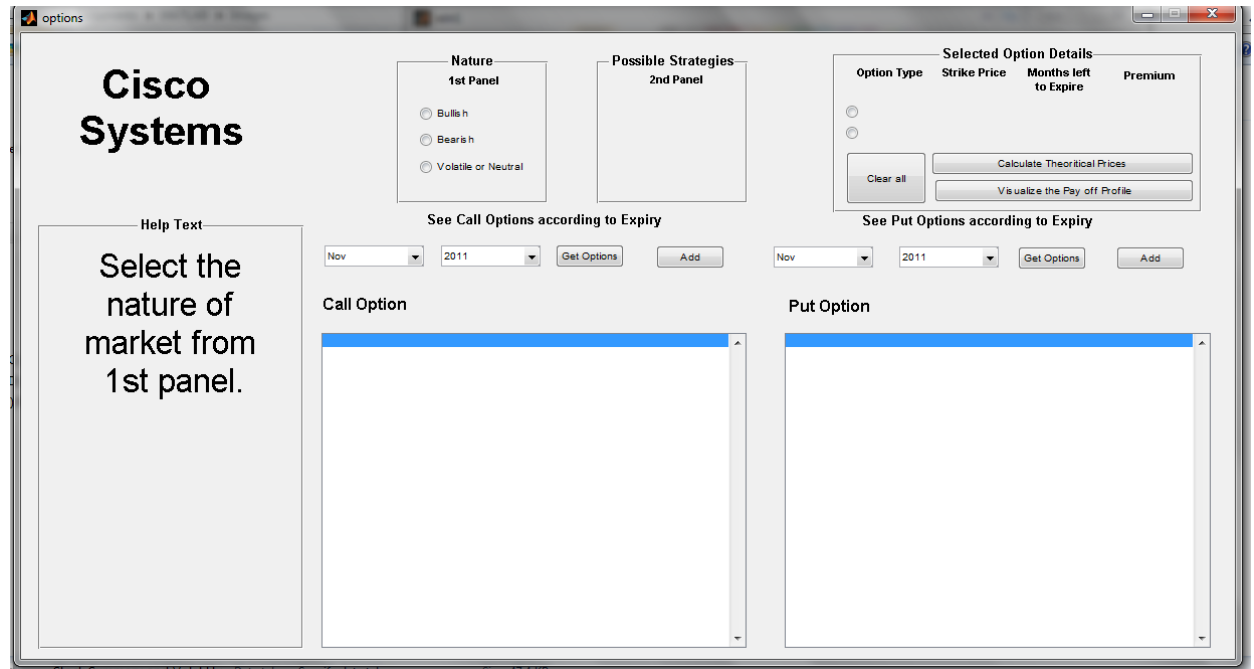 options
Cisco
Systems
Nature
1st Panel
Bullish
Bearish
Volatile or Neutral
Possible Strategies
2nd Panel
Selected Option Details
Option Type Strike Price Months left to Expire Premium
Clear all
Calculate Theoritical Prices
Visualize the Pay off Profile
Help Text
Select the
nature of
market from
1st panel.
See Call Options according to Expiry
Nov 2011 Get Options Add
See Put Options according to Expiry
Nov 2011 Get Options Add
Call Option
Put Option